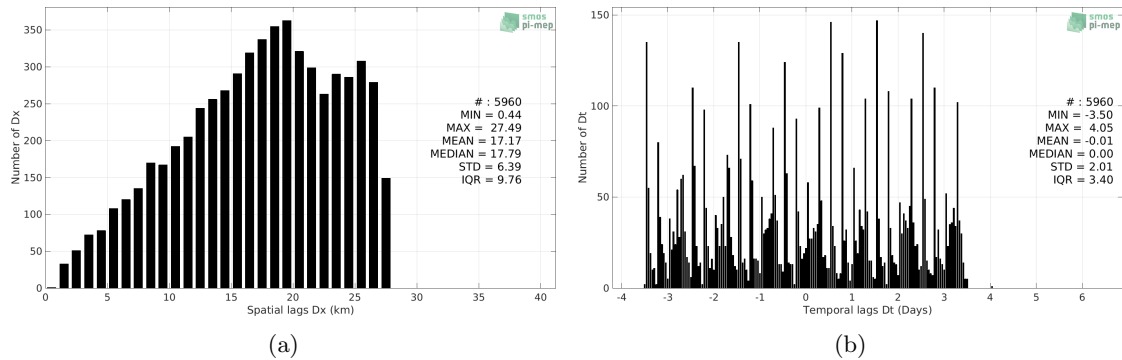 350
300
250
200
150
100
50
0
Number of Dx
0 5 10 15 20 25 30 35 40
Spatial lags Dx (km)
smos
pi-mep
# : 5960
MIN = 0.44
MAX = 27.49
MEAN = 17.17
MEDIAN = 17.79
STD = 6.39
IQR = 9.76
(a)
150
100
50
0
Number of Dt
-4 -3 -2 -1 0 1 2 3 4 5 6
Temporal lags Dt (Days)
smos
pi-mep
# : 5960
MIN = -3.50
MAX = 4.05
MEAN = -0.01
MEDIAN = 0.00
STD = 2.01
IQR = 3.40
(b)